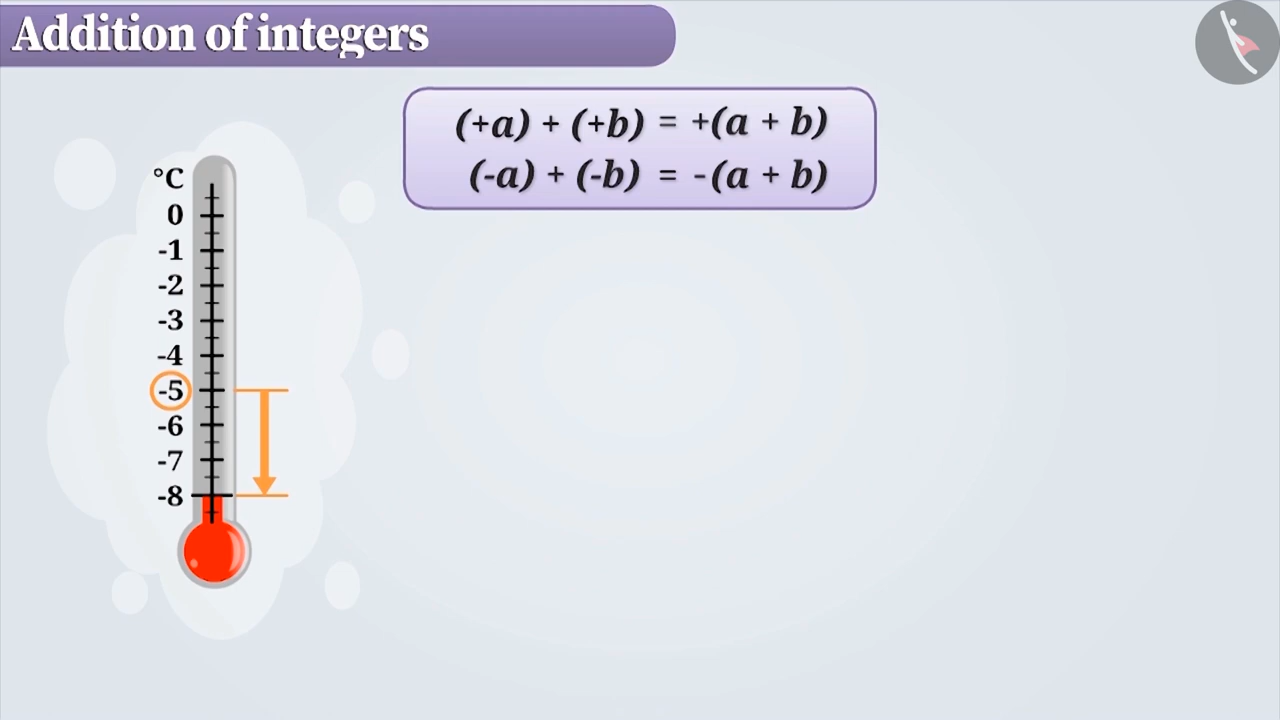 Addition of integers
(+a) + (+b) = +(a + b)
(-a) + (-b) = -(a + b)
°C
0
-1
-2
-3
-4
-5
-6
-7
-8